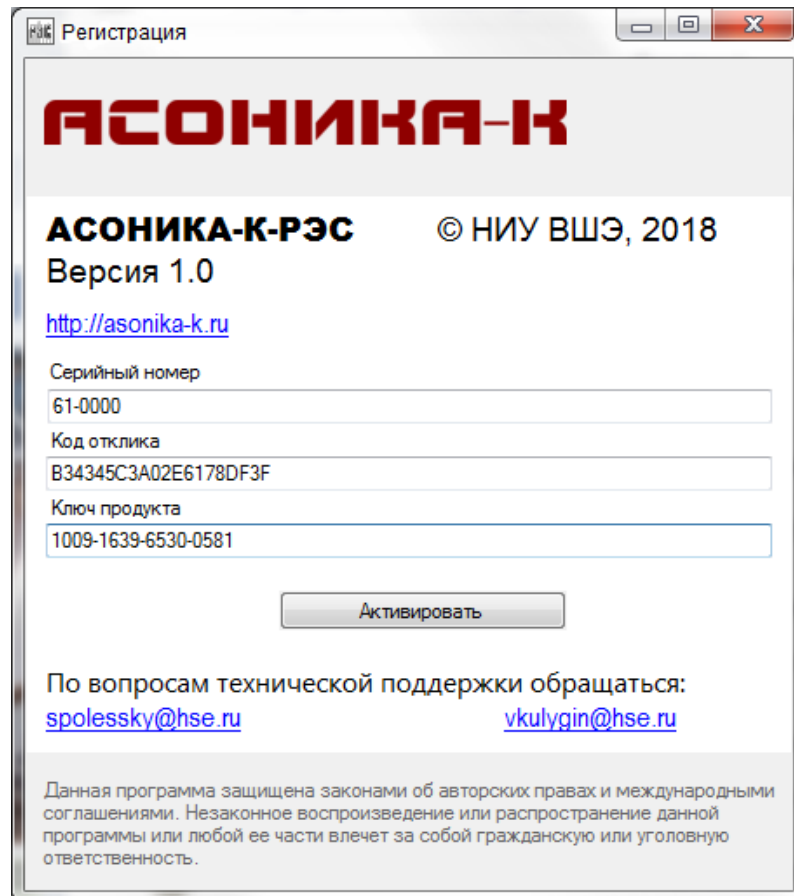 Регистрация
АСОНИКА-К
АСОНИКА-К-РЭС © НИУ ВШЭ, 2018
Версия 1.0
http://asonika-k.ru
Серийный номер
61-0000
Код отклика
B34345C3A02E6178DF3F
Ключ продукта
1009-1639-6530-0581
Активировать
По вопросам технической поддержки обращаться:
spolessky@hse.ru vkulygin@hse.ru
Данная программа защищена законами об авторских правах и международными
соглашениями. Незаконное воспроизведение или распространение данной
программы или любой ее части влечет за собой гражданскую или уголовную
ответственность.